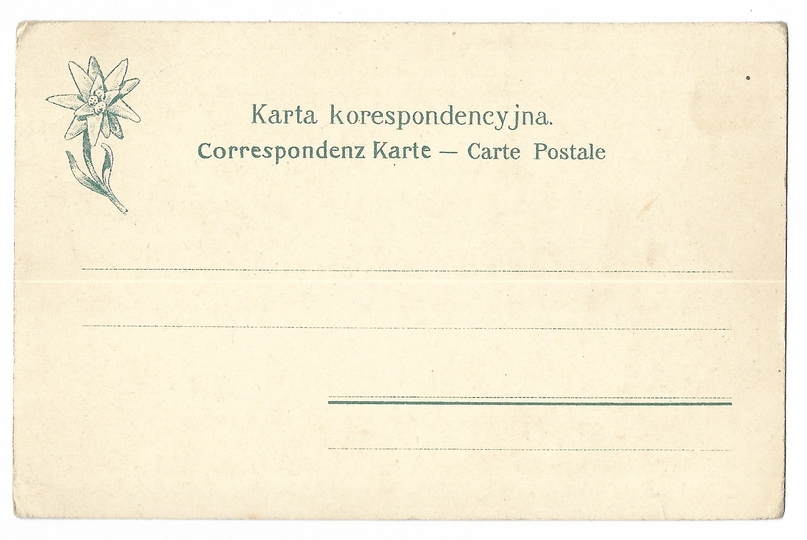 Karta korespondencyjna.
Correspondenz Karte — Carte Postale